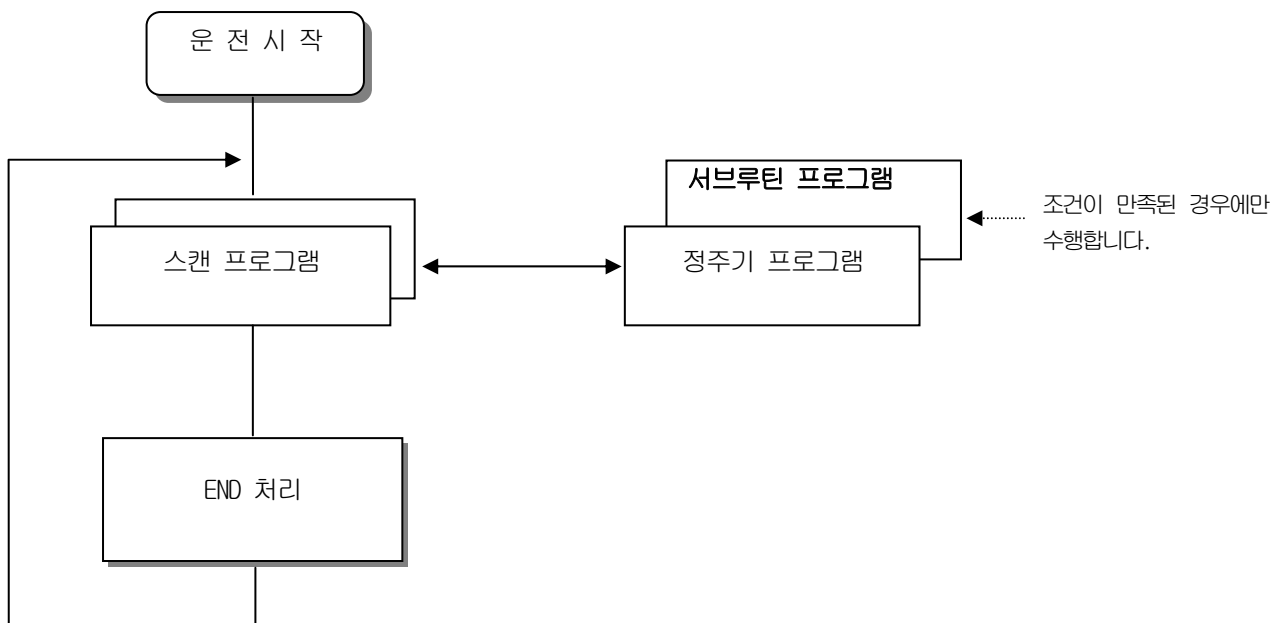 운 전 시 작
서브루틴 프로그램
조건이 만족된 경우에만
수행합니다.
스캔 프로그램
정주기 프로그램
END 처리